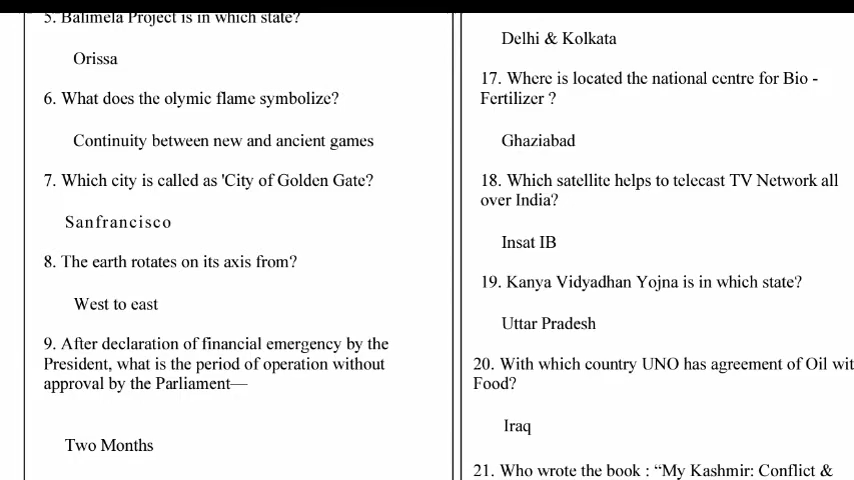 5. Balimela Project is in which state?
Orissa
6. What does the olymic flame symbolize?
Continuity between new and ancient games
7. Which city is called as 'City of Golden Gate?
Sanfrancisco
8. The earth rotates on its axis from?
West to east
9. After declaration of financial emergency by the
President, what is the period of operation without
approval by the Parliament—
Two Months
Delhi & Kolkata
17. Where is located the national centre for Bio -
Fertilizer ?
Ghaziabad
18. Which satellite helps to telecast TV Network all
over India?
Insat IB
19. Kanya Vidyadhan Yojna is in which state?
Uttar Pradesh
20. With which country UNO has agreement of Oil wit
Food?
Iraq
21. Who wrote the book : “My Kashmir: Conflict &